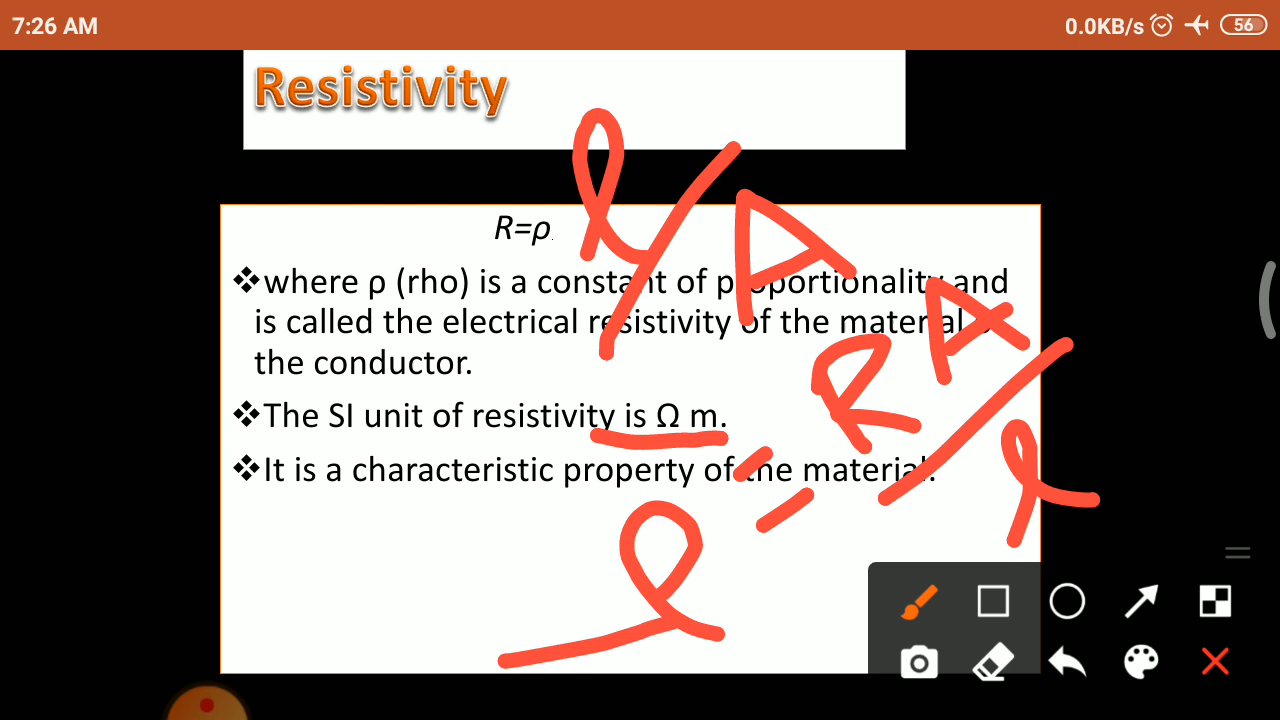 7:26 AM
0.0KB/s 56
Resistivity
R=ρ l/A
❖where ρ (rho) is a constant of proportionality and
is called the electrical resistivity of the material
the conductor.
❖The SI unit of resistivity is Ω m.
❖It is a characteristic property of the material.
ρ = RA/l